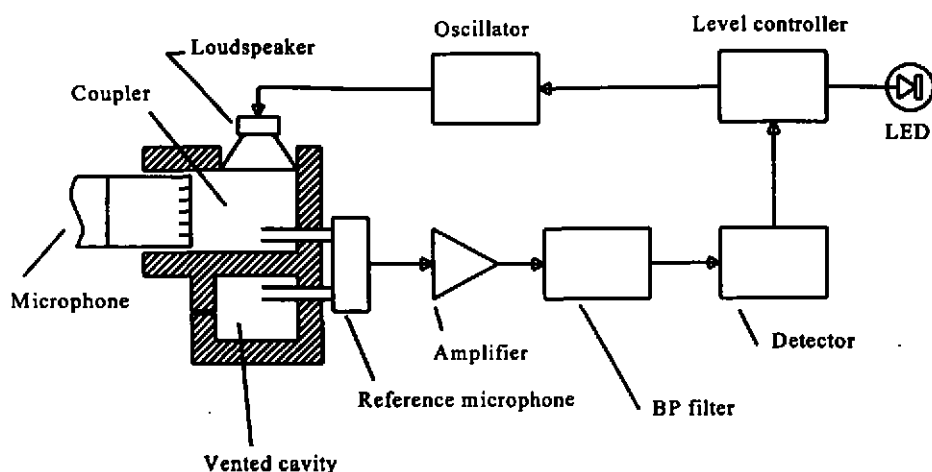 Level controller
Oscillator
Loudspeaker
Coupler
LED
Microphone
Amplifier
Detector
Reference microphone
BP filter
Vented cavity